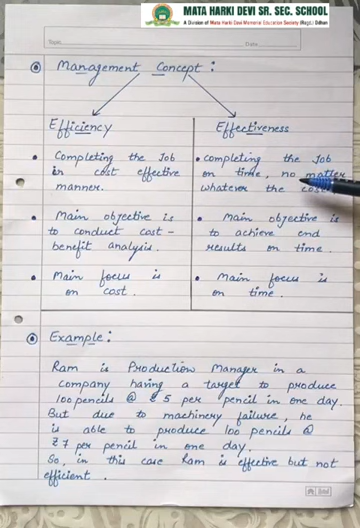 MATA HARKI DEVI SR. SEC. SCHOOL
A Division of Mata Harki Devi Memorial Education Society (Regd.) Odhan
Topic
Date
Management Concept :
Efficiency
Completing the Job
in cost effective
manner.
Main objective is
to conduct cost-
benefit analysis.
Main focus is
on cost.
Effectiveness
completing the Job
on time, no matter
whatever the cost
Main objective is
to achieve end
results on time.
Main focus is
on time.
Example :
Ram is Production Manager in a
company having a target to produce
100 pencils @ ₹ 5 per pencil in one day.
But due to machinery failure, he
is able to produce 100 pencils @
₹ 7 per pencil in one day.
So, in this case Ram is effective but not
efficient.